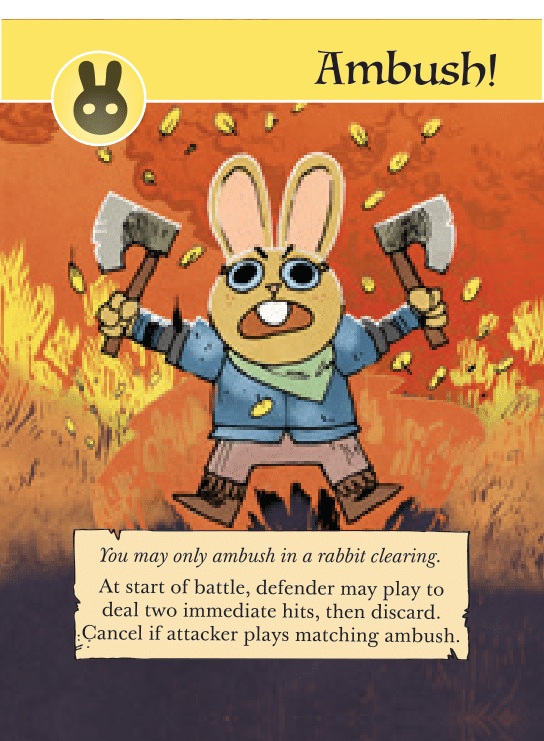 Ambush!
You may only ambush in a rabbit clearing.
At start of battle, defender may play to
deal two immediate hits, then discard.
Cancel if attacker plays matching ambush.